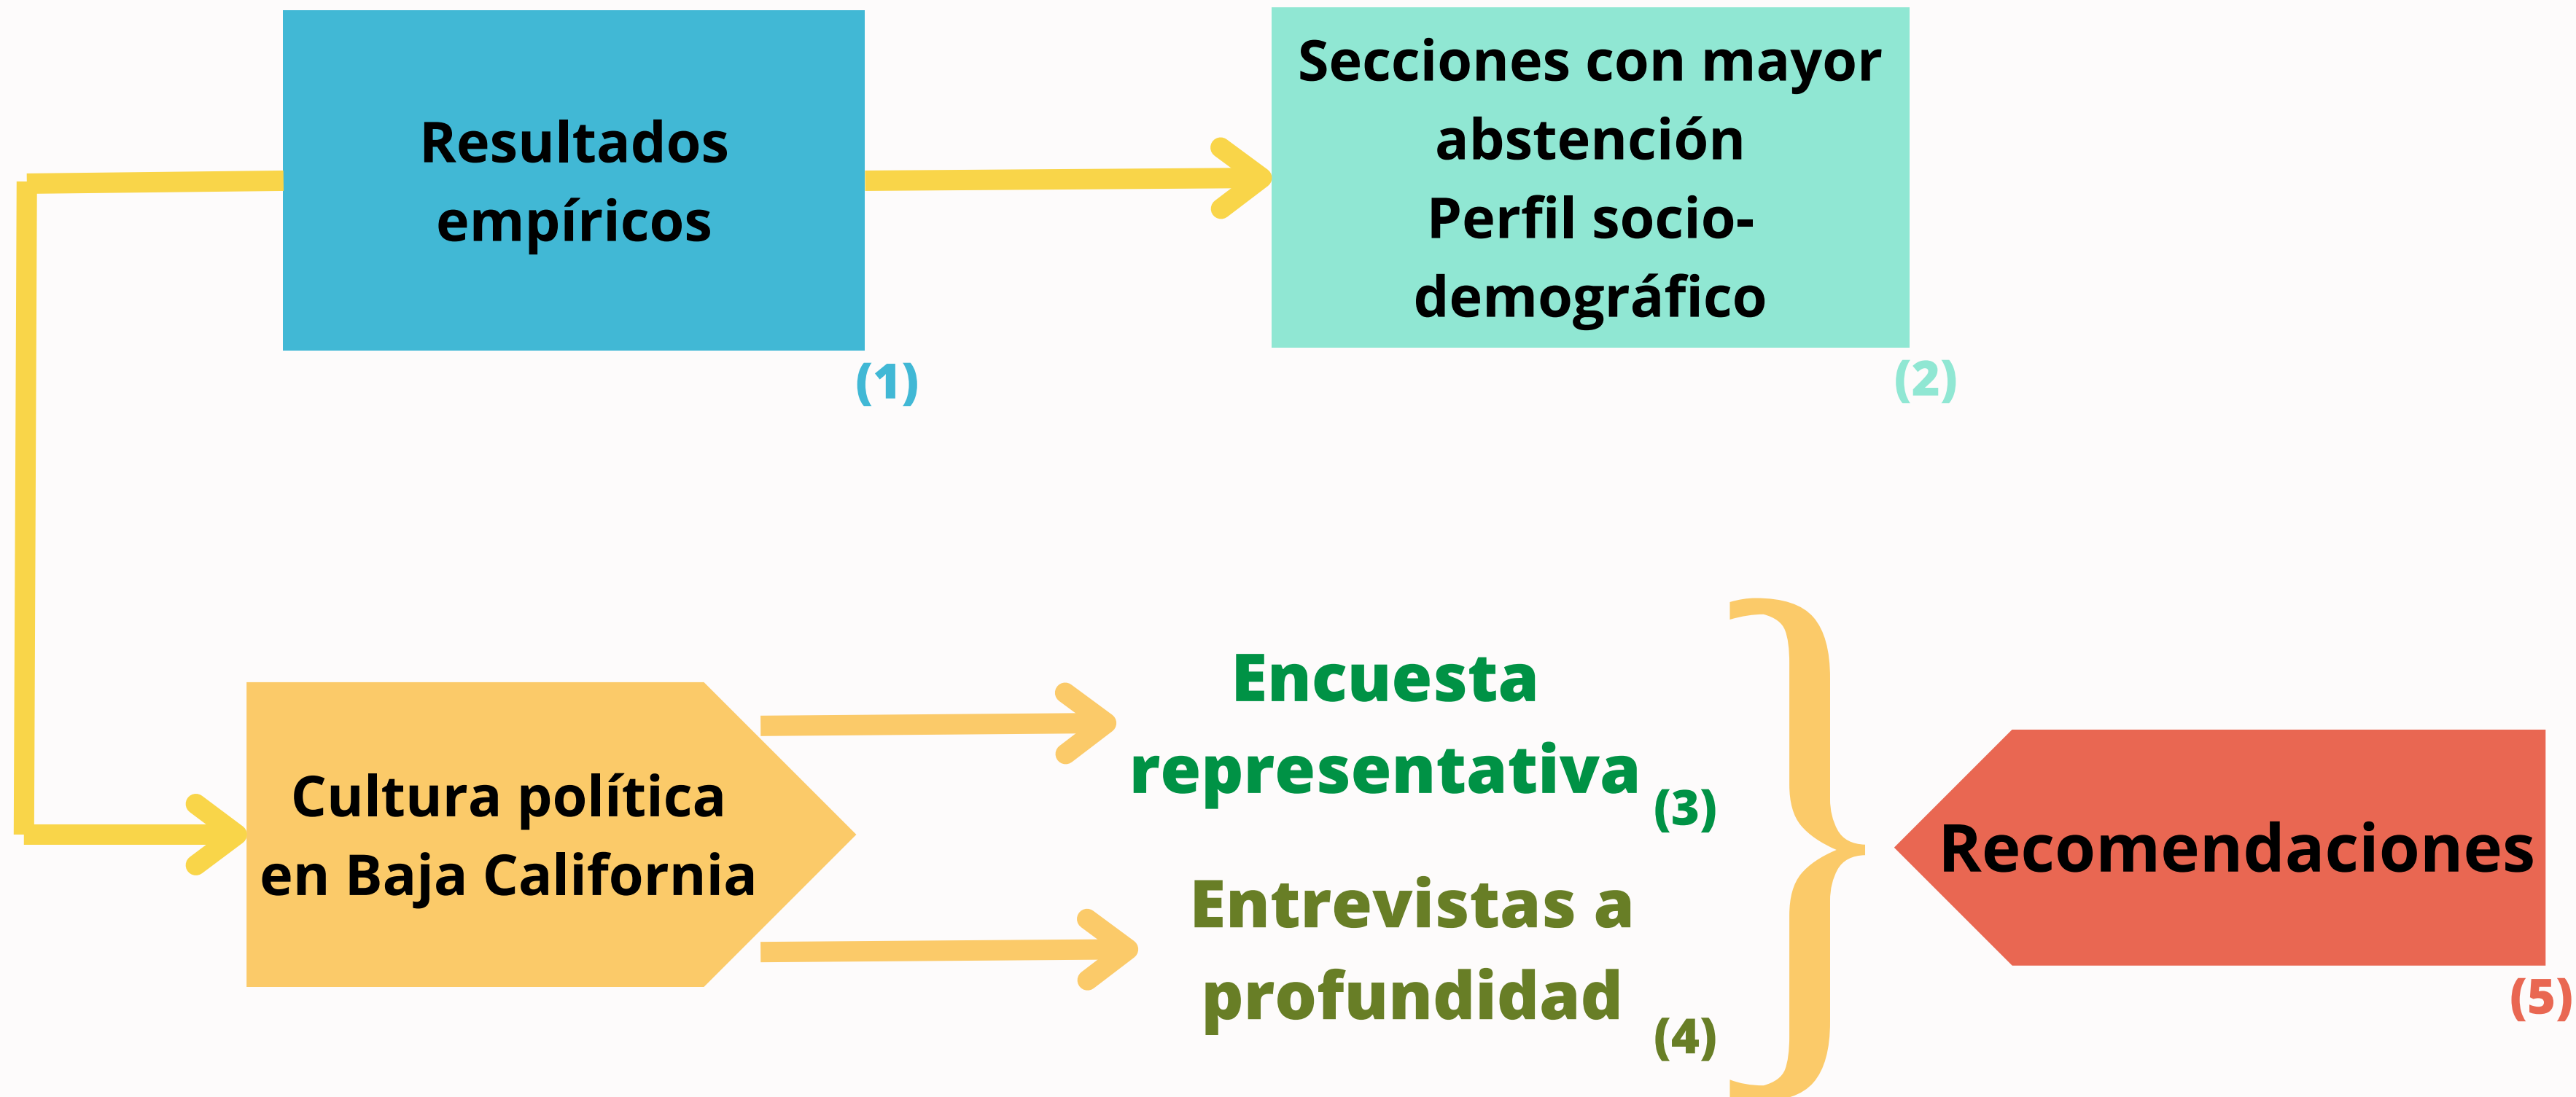 Resultados
empíricos
(1)
Secciones con mayor
abstención
Perfil socio-
demográfico
(2)
Cultura política
en Baja California
Encuesta
representativa
(3)
Entrevistas a
profundidad
(4)
Recomendaciones
(5)